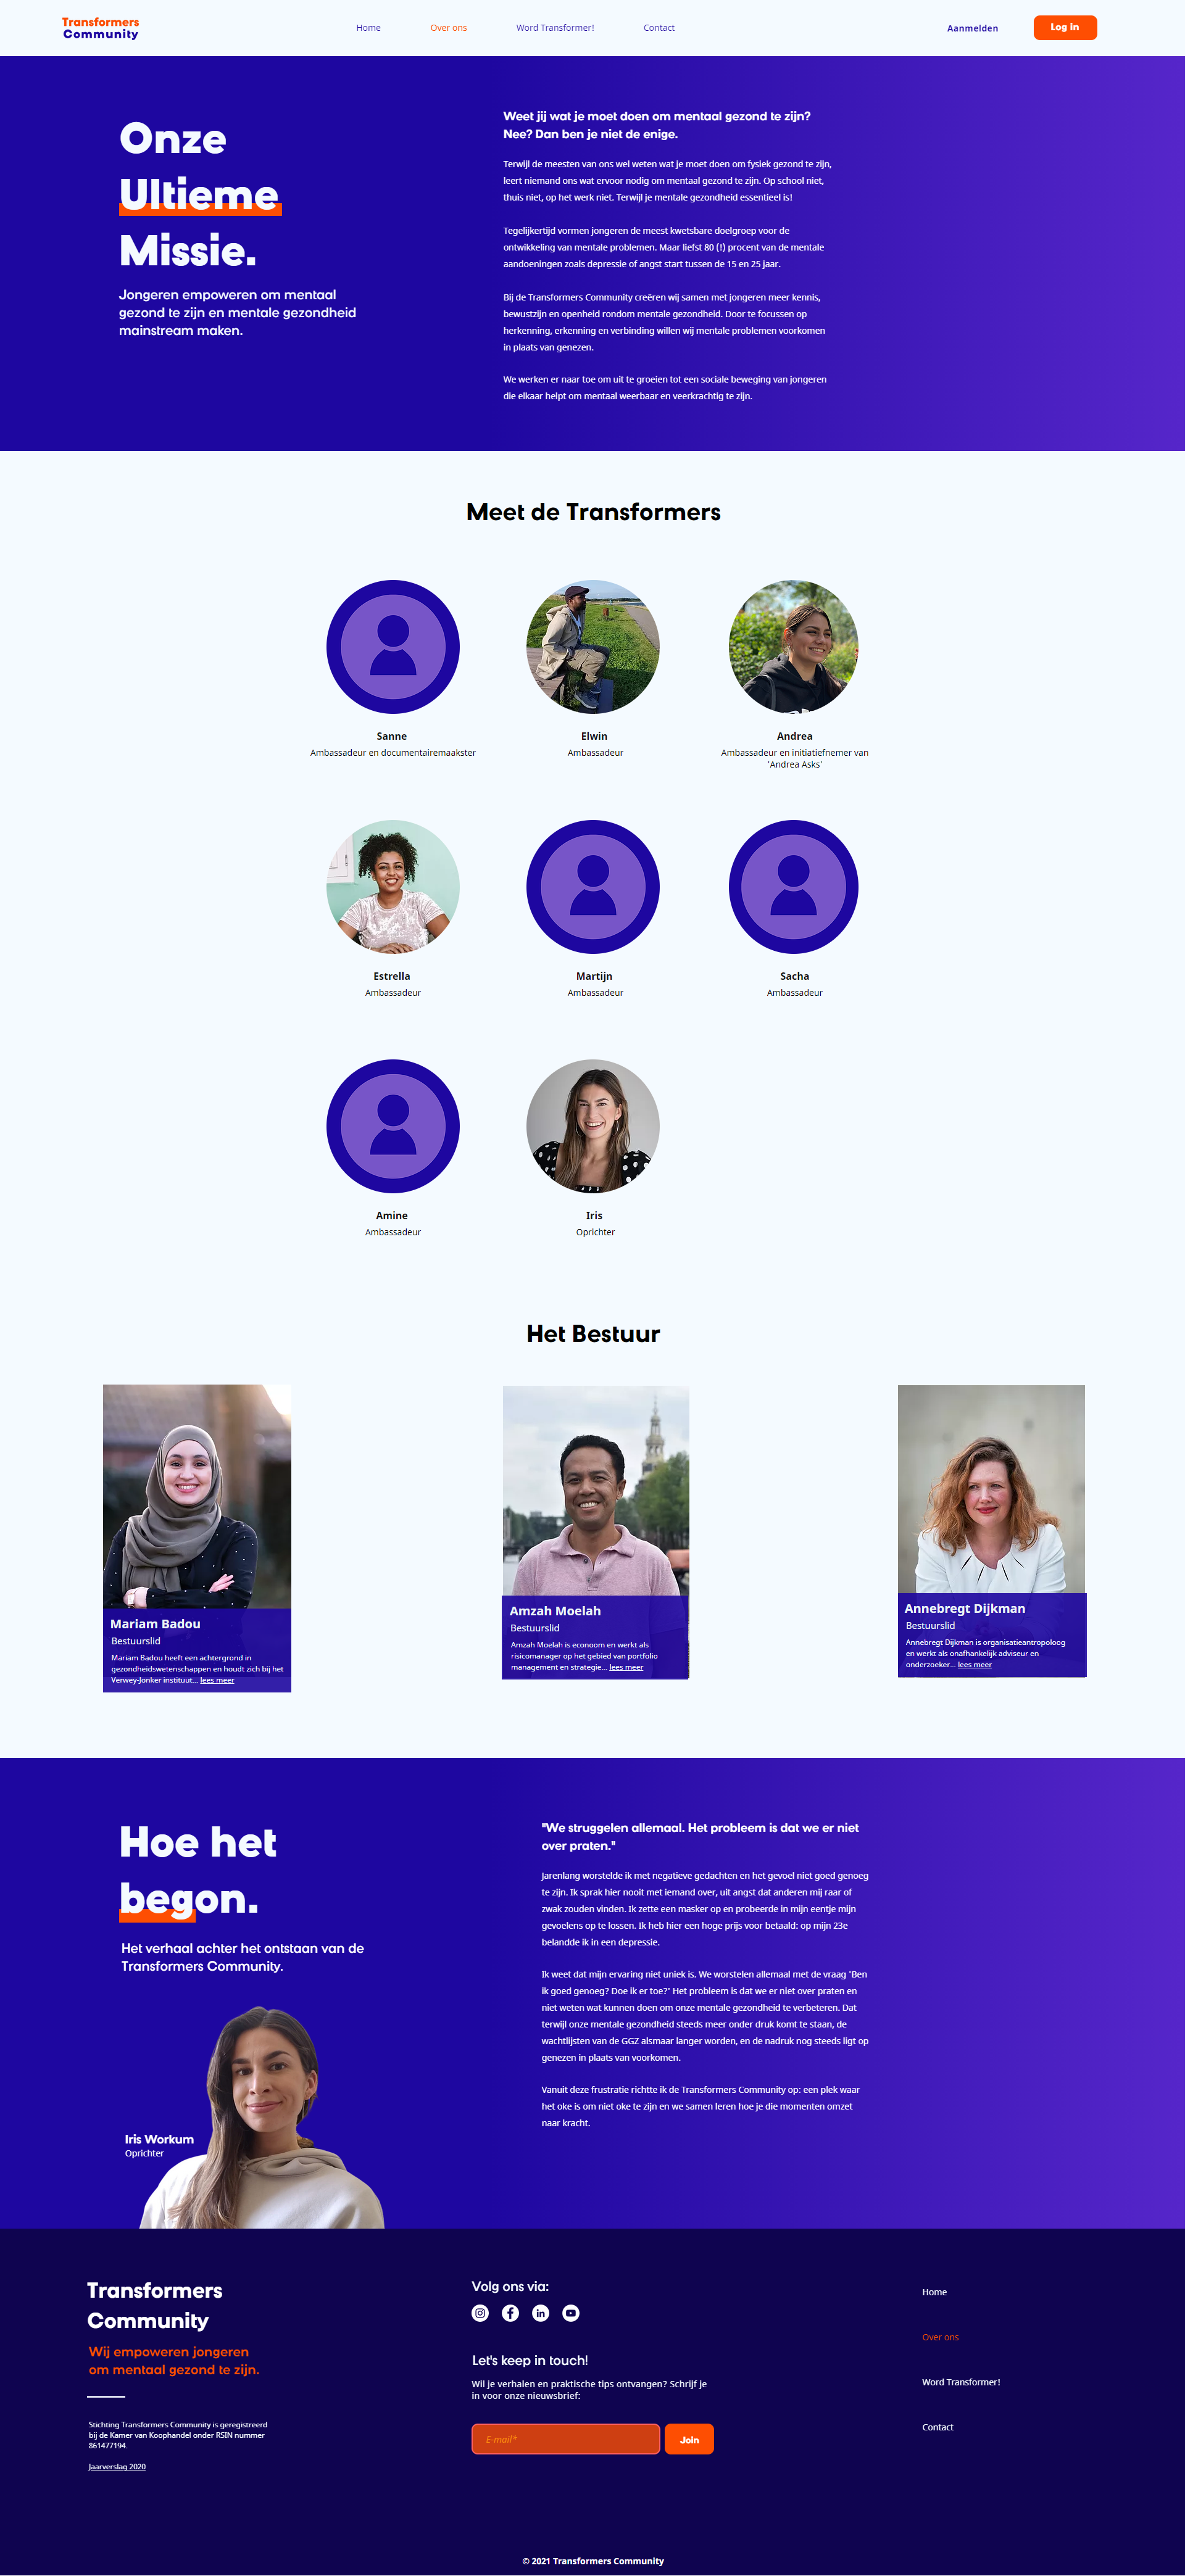 Transformers
Community
Home
Over ons
Word Transformer!
Contact
Aanmelden
Log in
Onze
Ultieme
Missie.
Jongeren empoweren om mentaal
gezond te zijn en mentale gezondheid
mainstream maken.
Weet jij wat je moet doen om mentaal gezond te zijn?
Nee? Dan ben je niet de enige.
Terwijl de meesten van ons wel weten wat je moet doen om fysiek gezond te zijn,
leert niemand ons wat ervoor nodig om mentaal gezond te zijn. Op school niet,
thuis niet, op het werk niet. Terwijl je mentale gezondheid essentieel is!
Tegelijkertijd vormen jongeren de meest kwetsbare doelgroep voor de
ontwikkeling van mentale problemen. Maar liefst 80 (!) procent van de mentale
aandoeningen zoals depressie of angst start tussen de 15 en 25 jaar.
Bij de Transformers Community creëren wij samen met jongeren meer kennis,
bewustzijn en openheid rondom mentale gezondheid. Door te focussen op
herkenning, erkenning en verbinding willen wij mentale problemen voorkomen
in plaats van genezen.
We werken er naar toe om uit te groeien tot een sociale beweging van jongeren
die elkaar helpt om mentaal weerbaar en veerkrachtig te zijn.
Meet de Transformers
Sanne
Ambassadeur en documentairemaakster
Elwin
Ambassadeur
Andrea
Ambassadeur en initiatiefnemer van
'Andrea Asks'
Estrella
Ambassadeur
Martijn
Ambassadeur
Sacha
Ambassadeur
Amine
Ambassadeur
Iris
Oprichter
Het Bestuur
Mariam Badou
Bestuurslid
Mariam Badou heeft een achtergrond in
gezondheidswetenschappen en houdt zich bij het
Verwey-Jonker instituut... lees meer
Amzah Moelah
Bestuurslid
Amzah Moelah is econoom en werkt als
risicomanager op het gebied van portfolio
management en strategie... lees meer
Annebregt Dijkman
Bestuurslid
Annebregt Dijkman is organisatieantropoloog
en werkt als onafhankelijk adviseur en
onderzoeker... lees meer
Hoe het
begon.
Het verhaal achter het ontstaan van de
Transformers Community.
Iris Workum
Oprichter
"We struggelen allemaal. Het probleem is dat we er niet
over praten."
Jarenlang worstelde ik met negatieve gedachten en het gevoel niet goed genoeg
te zijn. Ik sprak hier nooit met iemand over, uit angst dat anderen mij raar of
zwak zouden vinden. Ik zette een masker op en probeerde in mijn eentje mijn
gevoelens op te lossen. Ik heb hier een hoge prijs voor betaald: op mijn 23e
belandde ik in een depressie.
Ik weet dat mijn ervaring niet uniek is. We worstelen allemaal met de vraag 'Ben
ik goed genoeg? Doe ik er toe?' Het probleem is dat we er niet over praten en
niet weten wat kunnen doen om onze mentale gezondheid te verbeteren. Dat
terwijl onze mentale gezondheid steeds meer onder druk komt te staan, de
wachtlijsten van de GGZ alsmaar langer worden, en de nadruk nog steeds ligt op
genezen in plaats van voorkomen.
Vanuit deze frustratie richtte ik de Transformers Community op: een plek waar
het oke is om niet oke te zijn en we samen leren hoe je die momenten omzet
naar kracht.
Transformers
Community
Wij empoweren jongeren
om mentaal gezond te zijn.
Stichting Transformers Community is geregistreerd
bij de Kamer van Koophandel onder RSIN nummer
861477194.
Jaarverslag 2020
Volg ons via:
Let's keep in touch!
Wil je verhalen en praktische tips ontvangen? Schrijf je
in voor onze nieuwsbrief:
E-mail*
Join
Home
Over ons
Word Transformer!
Contact
© 2021 Transformers Community